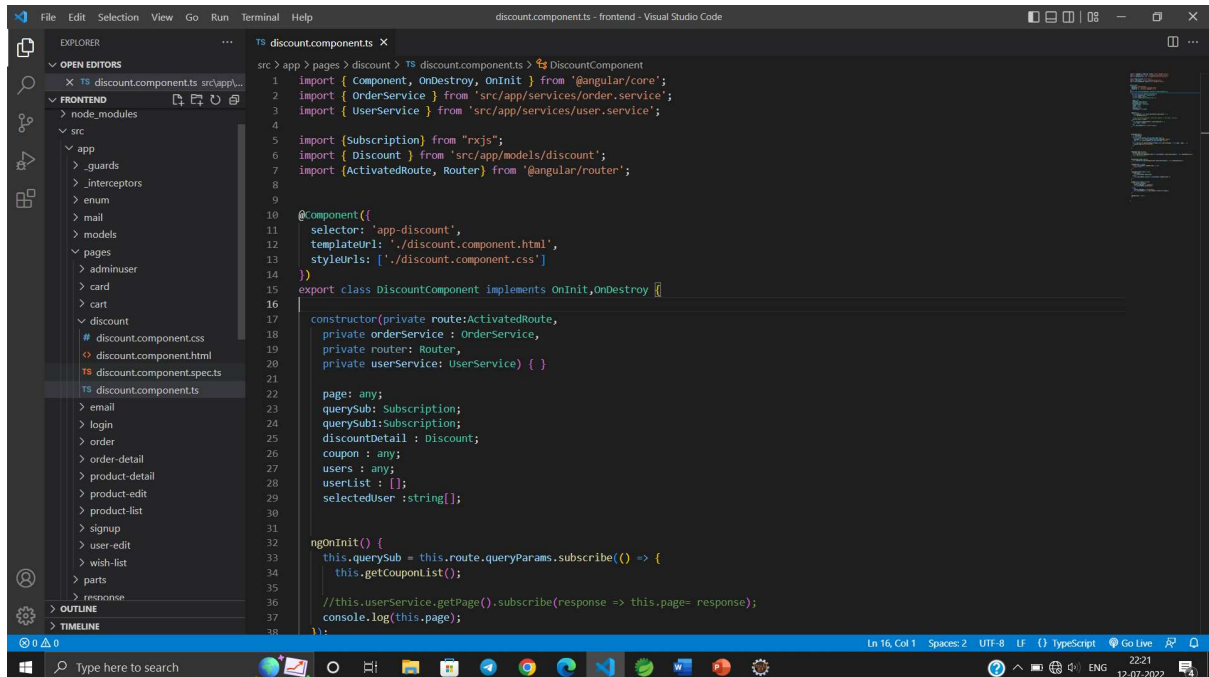 File Edit Selection View Go Run Terminal Help
discount.component.ts - frontend - Visual Studio Code
EXPLORER
OPEN EDITORS
TS discount.component.ts src\app\...
FRONTEND
node_modules
src
app
_guards
_interceptors
enum
mail
models
pages
adminuser
card
cart
discount
# discount.component.css
<> discount.component.html
TS discount.component.spec.ts
TS discount.component.ts
email
login
order
order-detail
product-detail
product-edit
product-list
signup
user-edit
wish-list
parts
response
OUTLINE
TIMELINE
TS discount.component.ts
src > app > pages > discount > TS discount.component.ts > DiscountComponent
1 import { Component, OnDestroy, OnInit } from '@angular/core';
2 import { OrderService } from 'src/app/services/order.service';
3 import { UserService } from 'src/app/services/user.service';
4
5 import {Subscription} from "rxjs";
6 import { Discount } from 'src/app/models/discount';
7 import {ActivatedRoute, Router} from '@angular/router';
8
9
10 @Component({
11 selector: 'app-discount',
12 templateUrl: './discount.component.html',
13 styleUrls: ['./discount.component.css']
14 })
15 export class DiscountComponent implements OnInit,OnDestroy {
16
17 constructor(private route:ActivatedRoute,
18 private orderService : OrderService,
19 private router: Router,
20 private userService: UserService) { }
21
22 page: any;
23 querySub: Subscription;
24 querySub1:Subscription;
25 discountDetail : Discount;
26 coupon : any;
27 users : any;
28 userList : [];
29 selectedUser :string[];
30
31
32 ngOnInit() {
33 this.querySub = this.route.queryParams.subscribe(() => {
34 this.getCouponList();
35
36 //this.userService.getPage().subscribe(response => this.page= response);
37 console.log(this.page);
38 });
0 0
Ln 16, Col 1 Spaces: 2 UTF-8 LF {} TypeScript Go Live
Type here to search
ENG
22:21
12-07-2022
4